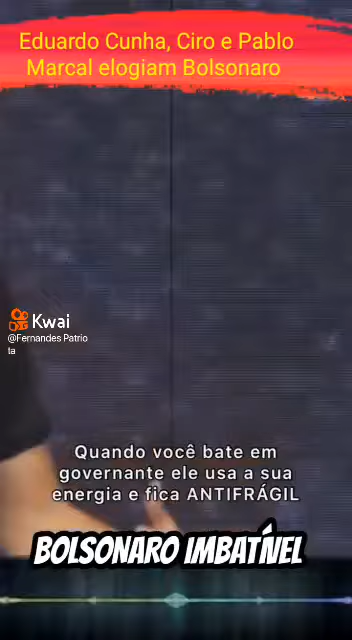 Eduardo Cunha, Ciro e Pablo
Marcal elogiam Bolsonaro
Kwai
@Fernandes Patrio
ta
Quando você bate em
governante ele usa a sua
energia e fica ANTIFRÁGIL
BOLSONARO IMBATÍVEL